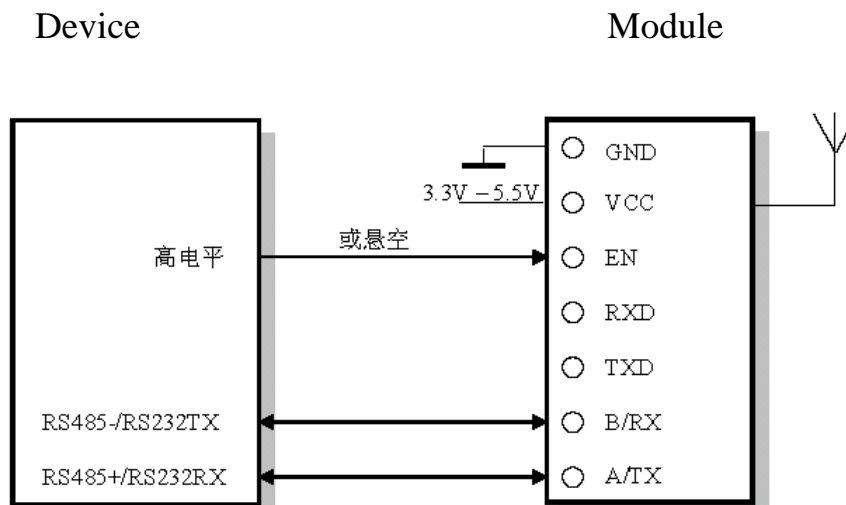 Device Module
GND
3.3V－5.5V
VCC
高电平
或悬空
EN
RXD
TXD
RS485-/RS232TX
B/RX
RS485+/RS232RX
A/TX